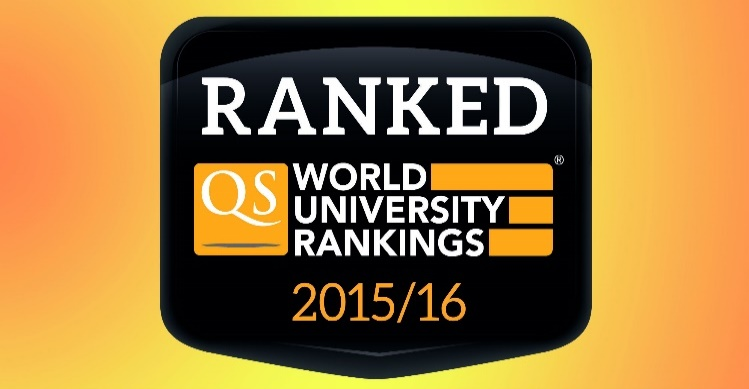 RANKED
QS
WORLD
UNIVERSITY
RANKINGS
®
2015/16